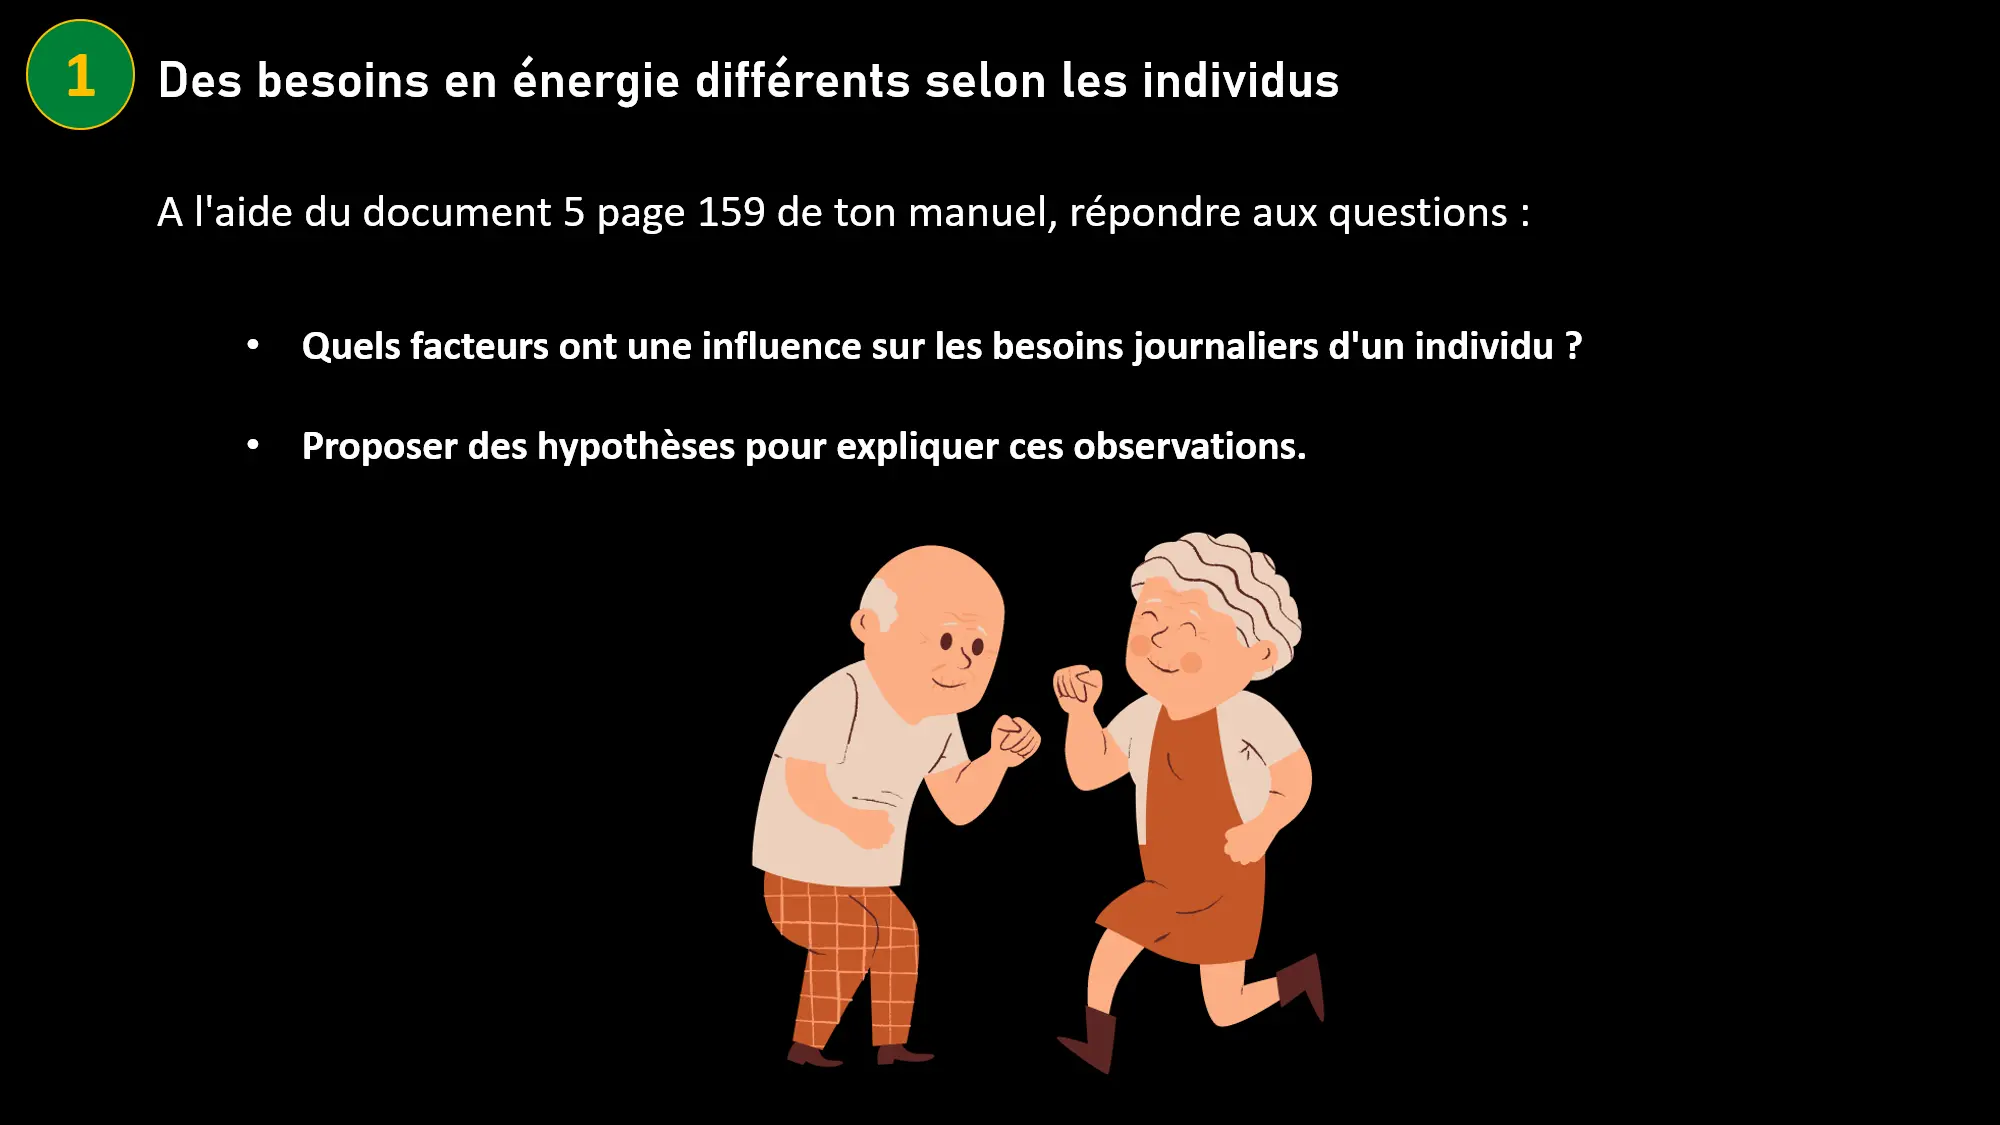 1
Des besoins en énergie différents selon les individus
A l'aide du document 5 page 159 de ton manuel, répondre aux questions :
• Quels facteurs ont une influence sur les besoins journaliers d'un individu ?
• Proposer des hypothèses pour expliquer ces observations.